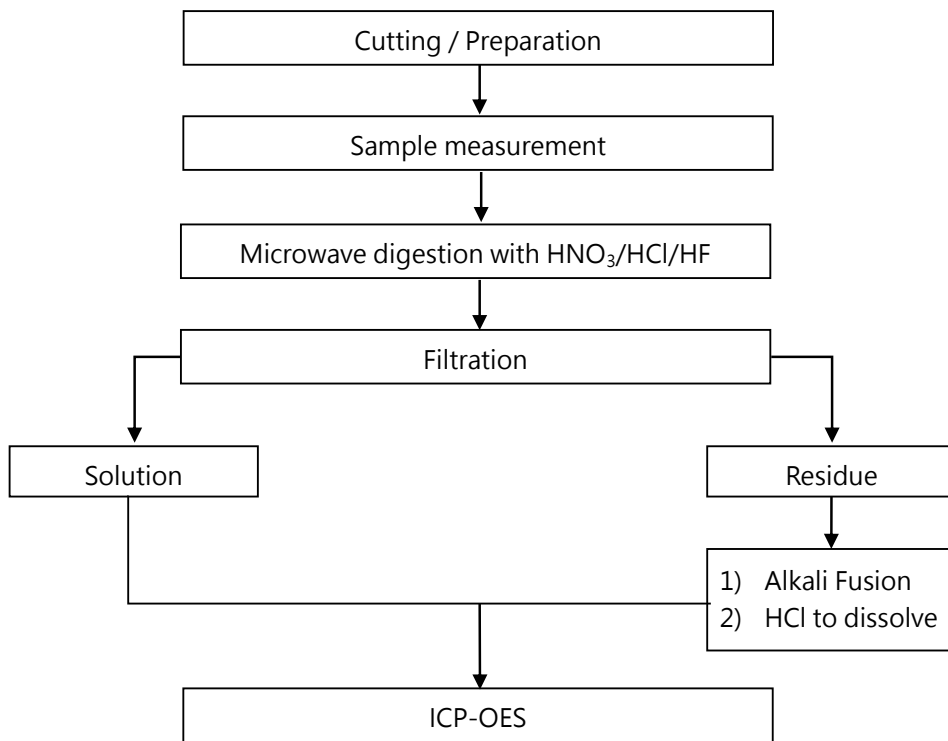 Cutting / Preparation
Sample measurement
Microwave digestion with HNO₃/HCl/HF
Filtration
Solution
Residue
1) Alkali Fusion
2) HCl to dissolve
ICP-OES